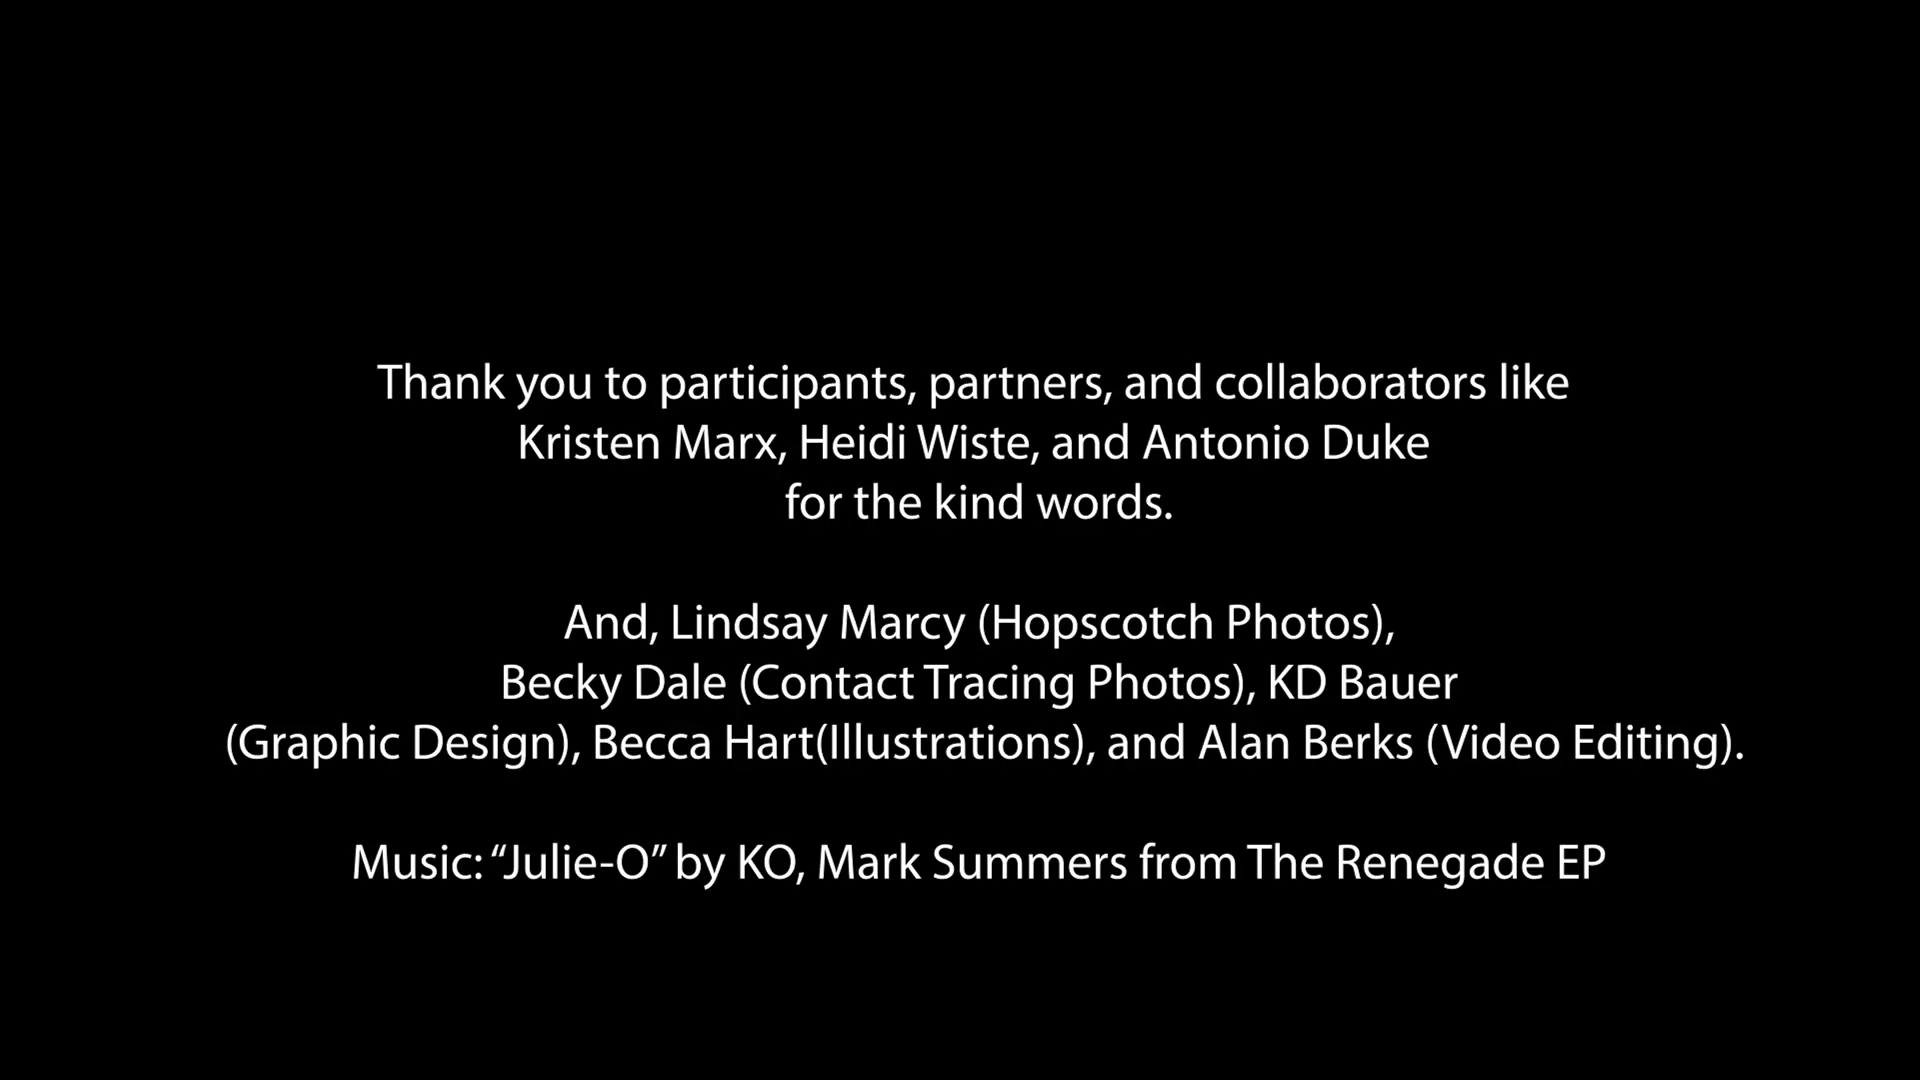 Thank you to participants, partners, and collaborators like
Kristen Marx, Heidi Wiste, and Antonio Duke
for the kind words.
And, Lindsay Marcy (Hopscotch Photos),
Becky Dale (Contact Tracing Photos), KD Bauer
(Graphic Design), Becca Hart(Illustrations), and Alan Berks (Video Editing).
Music: “Julie-O” by KO, Mark Summers from The Renegade EP